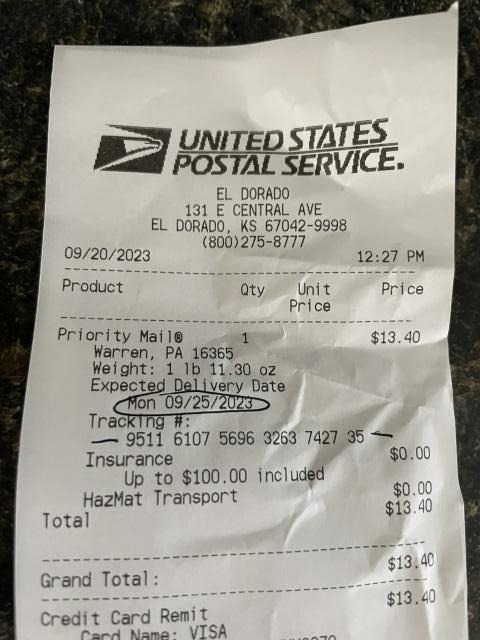 UNITED STATES
POSTAL SERVICE.
EL DORADO
131 E CENTRAL AVE
EL DORADO, KS 67042-9998
(800)275-8777
09/20/2023 12:27 PM
Product Qty Unit Price
Price
Priority Mail® 1 $13.40
Warren, PA 16365
Weight: 1 lb 11.30 oz
Expected Delivery Date
Mon 09/25/2023
Tracking #:
9511 6107 5696 3263 7427 35
Insurance $0.00
Up to $100.00 included
HazMat Transport $0.00
Total $13.40
Grand Total: $13.40
Credit Card Remit $13.40
Card Name: VISA